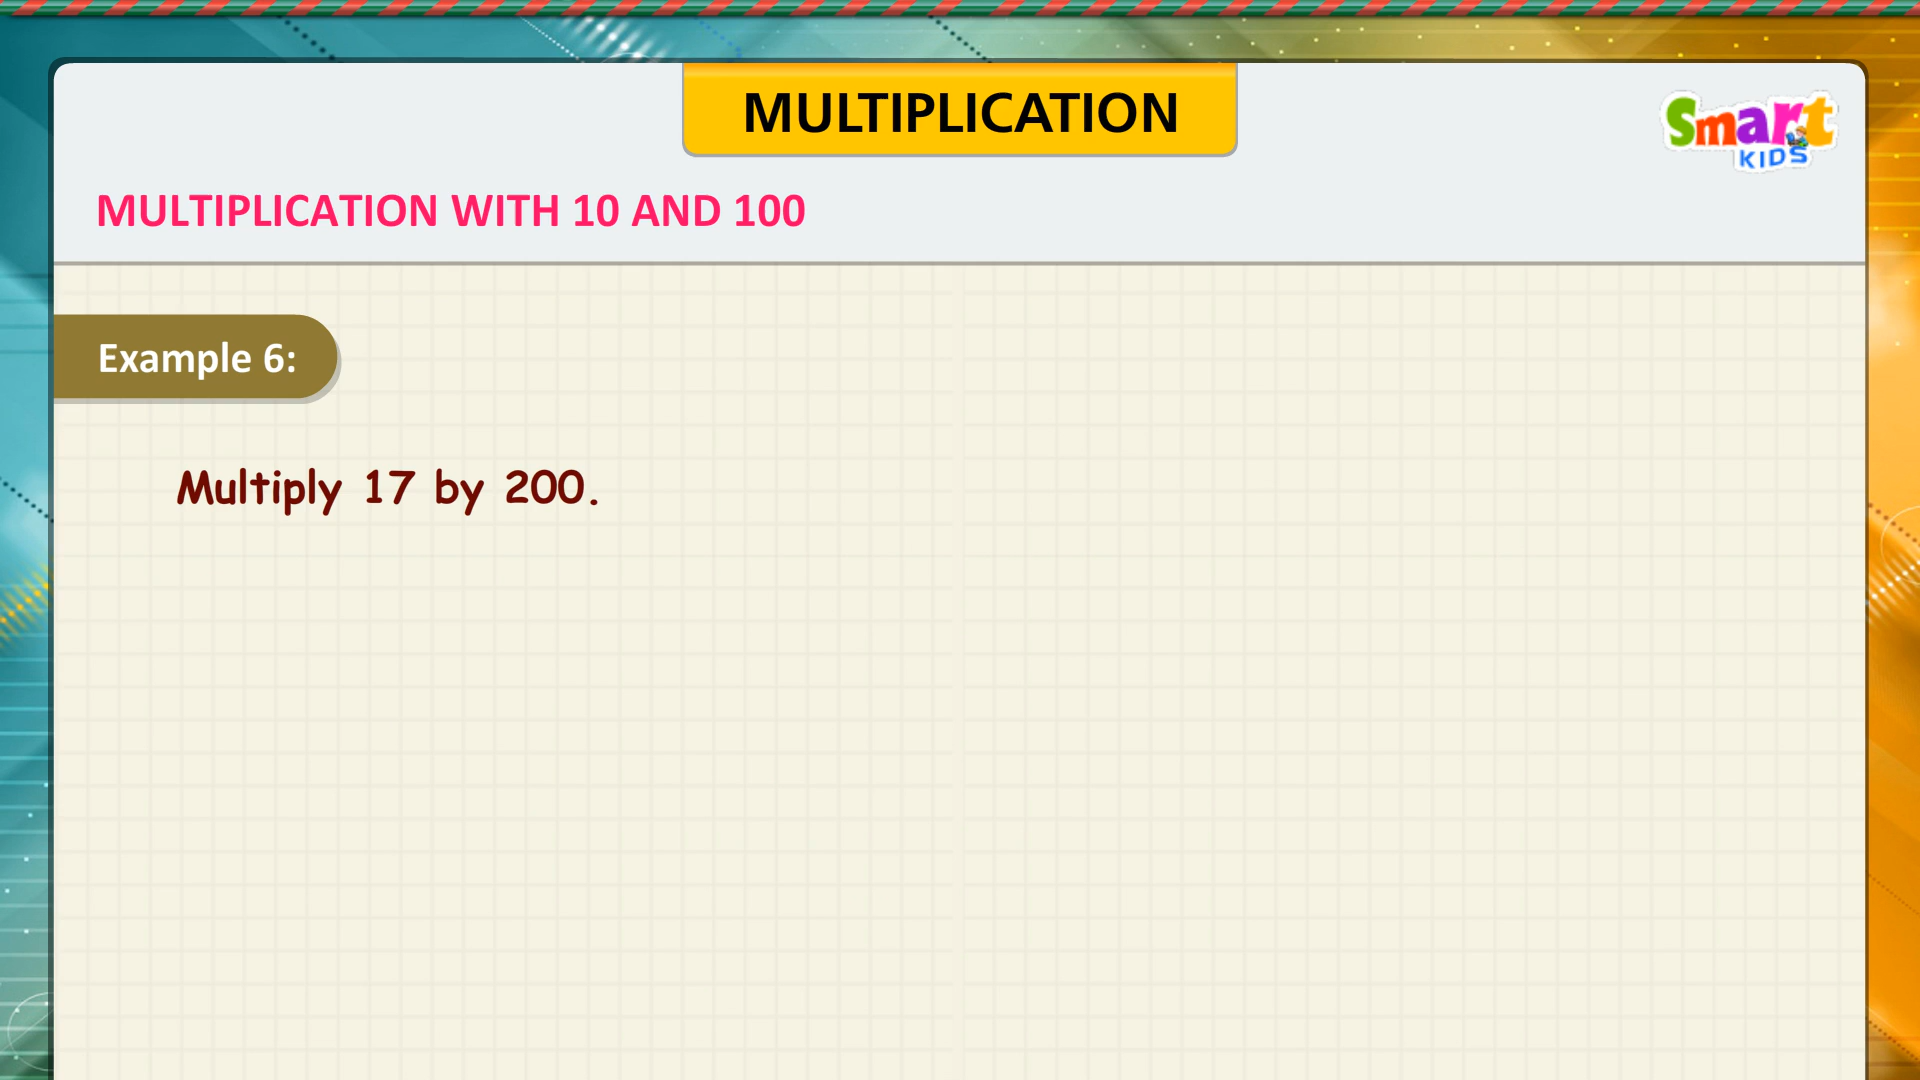 MULTIPLICATION
Smart
KIDS
MULTIPLICATION WITH 10 AND 100
Example 6:
Multiply 17 by 200.